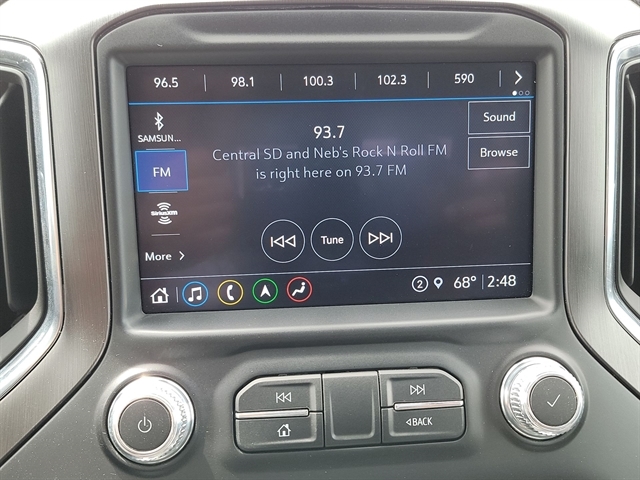 96.5 98.1 100.3 102.3 590
SAMSUN...
93.7
Sound
Central SD and Neb's Rock N Roll FM
Browse
FM
is right here on 93.7 FM
SiriusXM
Tune
More
2 68° 2:48
BACK